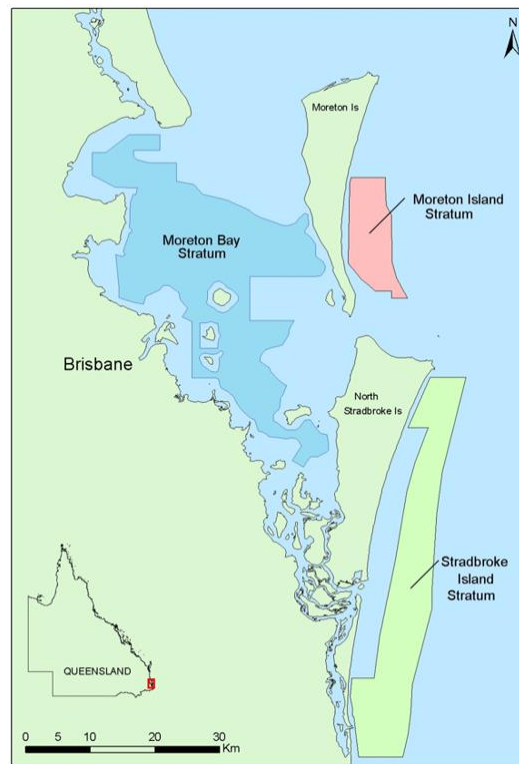 N
Moreton Is
Moreton Island
Stratum
Moreton Bay
Stratum
Brisbane
North
Stradbroke Is
Stradbroke
Island
Stratum
QUEENSLAND
0 5 10 20 30
Km